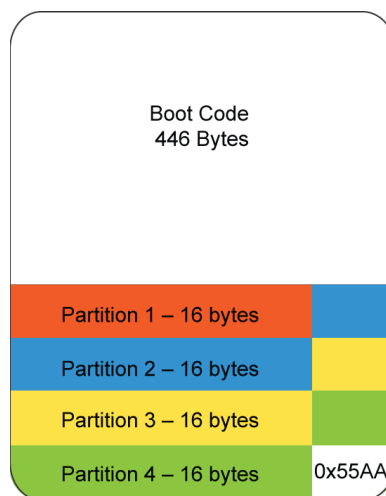 Boot Code
446 Bytes
Partition 1 – 16 bytes
Partition 2 – 16 bytes
Partition 3 – 16 bytes
Partition 4 – 16 bytes 0x55AA